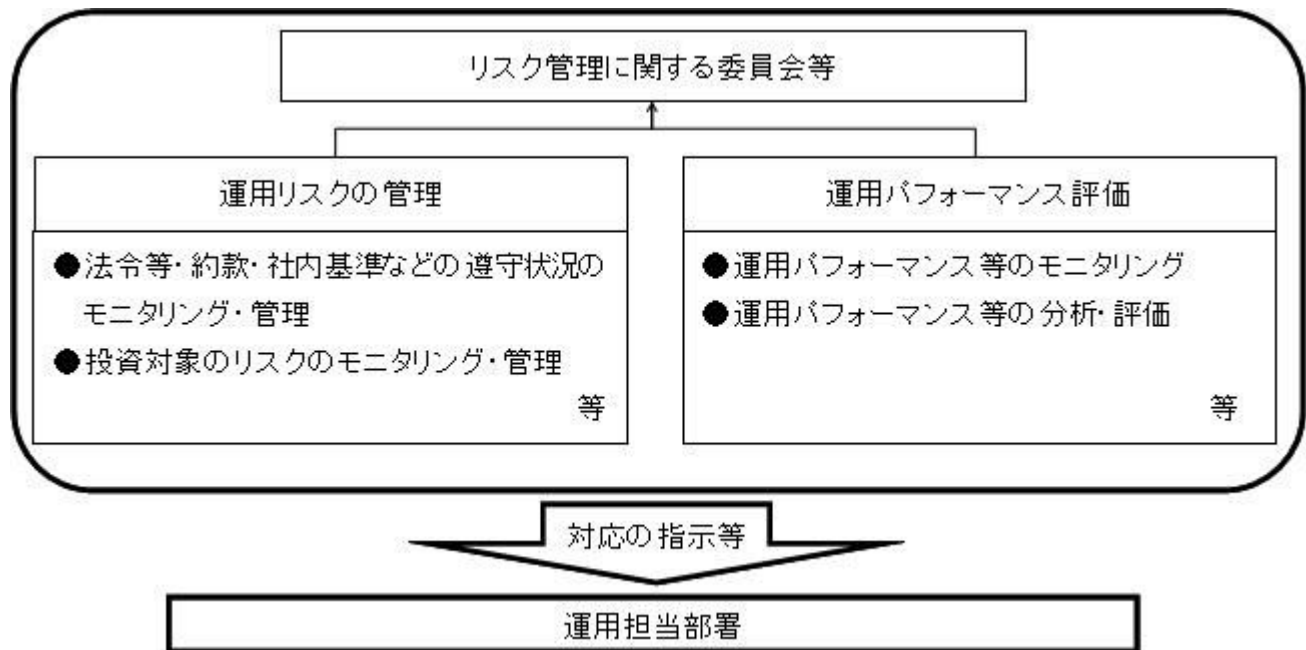 リスク管理に関する委員会等
運用リスクの管理
●法令等・約款・社内基準などの遵守状況の
モニタリング・管理
●投資対象のリスクのモニタリング・管理
等
運用パフォーマンス評価
●運用パフォーマンス等のモニタリング
●運用パフォーマンス等の分析・評価
等
対応の指示等
運用担当部署